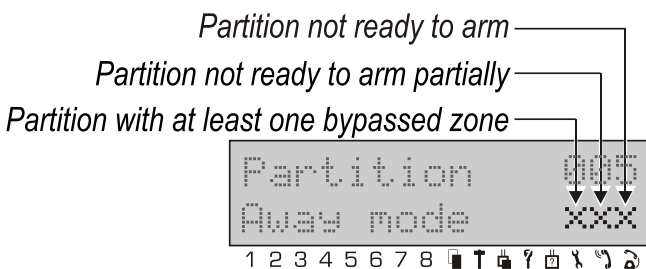 Partition not ready to arm
Partition not ready to arm partially
Partition with at least one bypassed zone
Partition 005
Away mode xxx
1 2 3 4 5 6 7 8